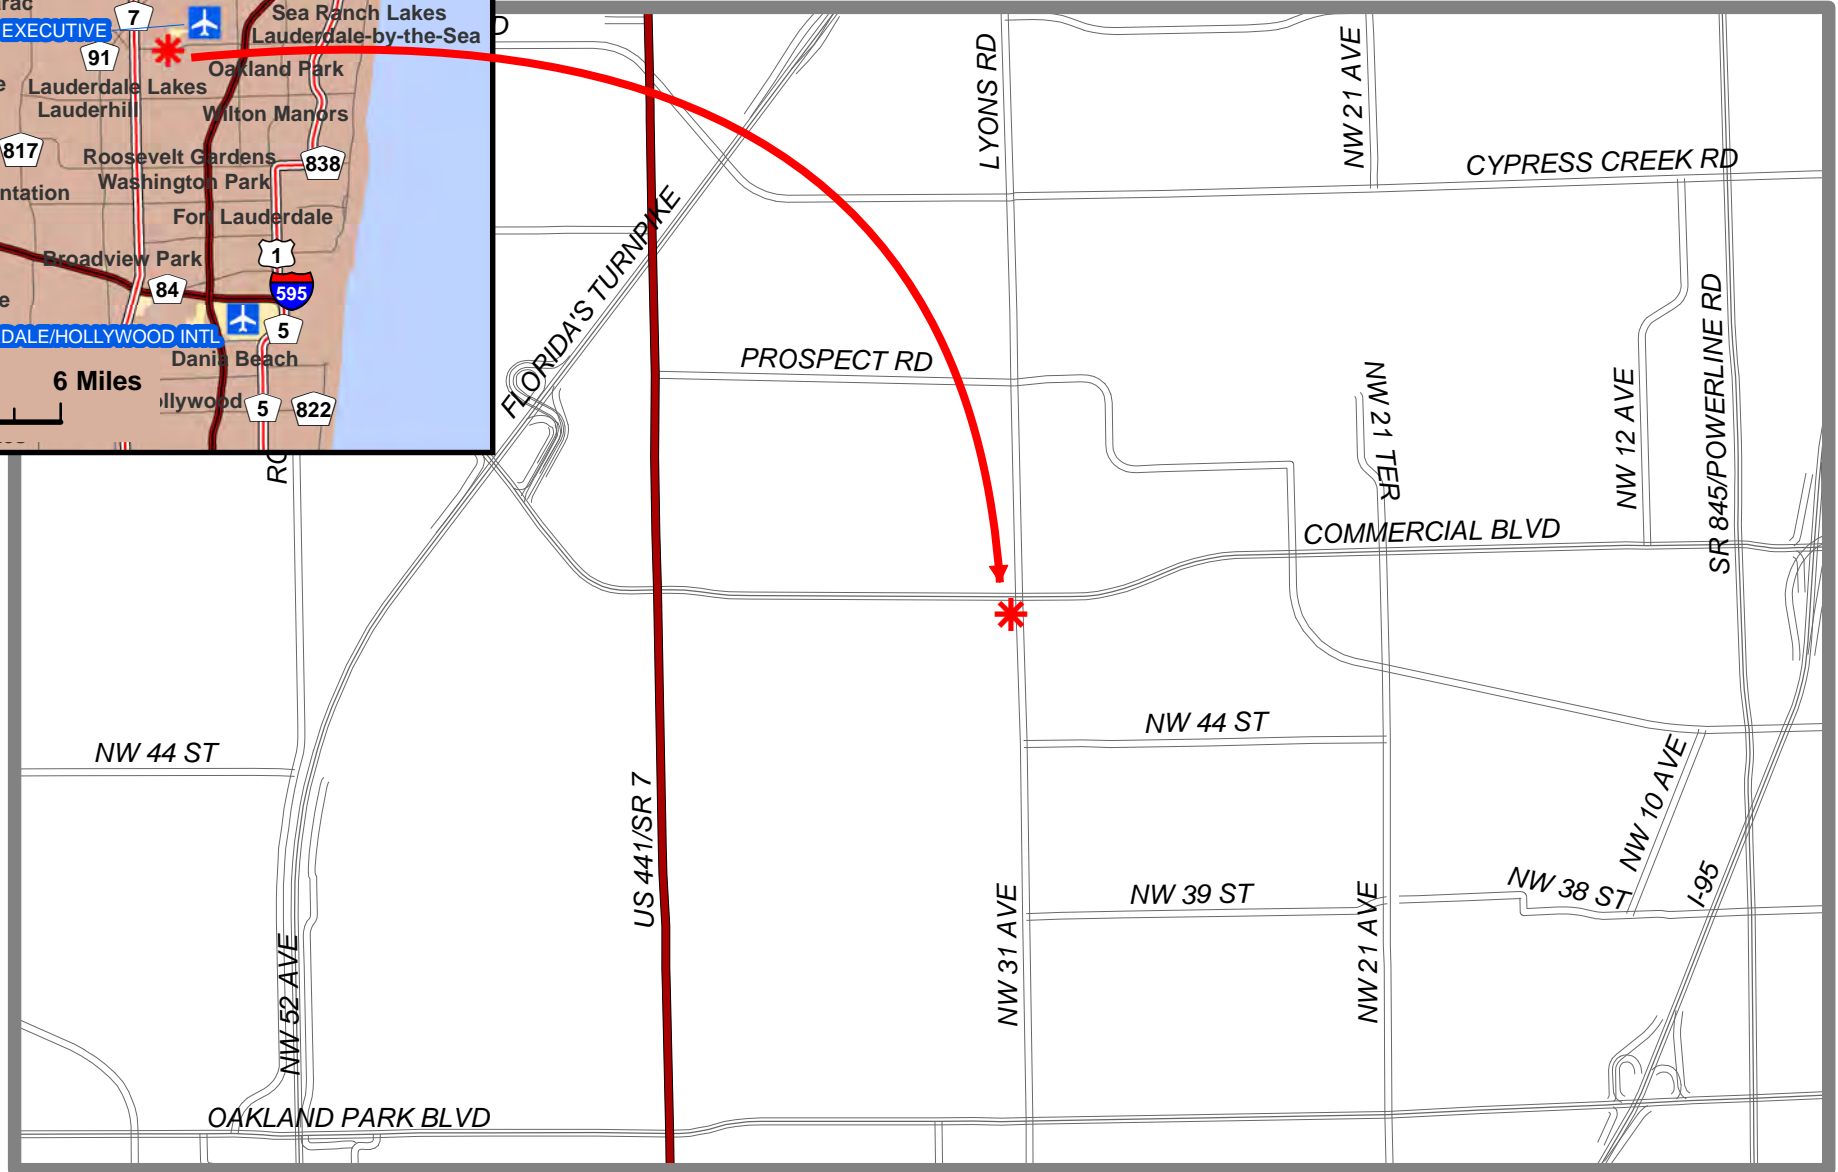 7
EXECUTIVE
91
Sea Ranch Lakes
Lauderdale-by-the-Sea
Oakland Park
Lauderdale Lakes
Lauderhill
Wilton Manors
817
Roosevelt Gardens
838
Washington Park
ntation
Fort Lauderdale
1
Broadview Park
84
595
5
DALE/HOLLYWOOD INTL
Dania Beach
6 Miles
ollywood
5
822
D
LYONS RD
NW 21 AVE
CYPRESS CREEK RD
FLORIDA'S TURNPIKE
PROSPECT RD
NW 21 TER
NW 12 AVE
SR 845/POWERLINE RD
COMMERCIAL BLVD
NW 44 ST
NW 44 ST
US 441/SR 7
NW 10 AVE
NW 31 AVE
NW 39 ST
NW 38 ST
I-95
NW 21 AVE
NW 52 AVE
OAKLAND PARK BLVD